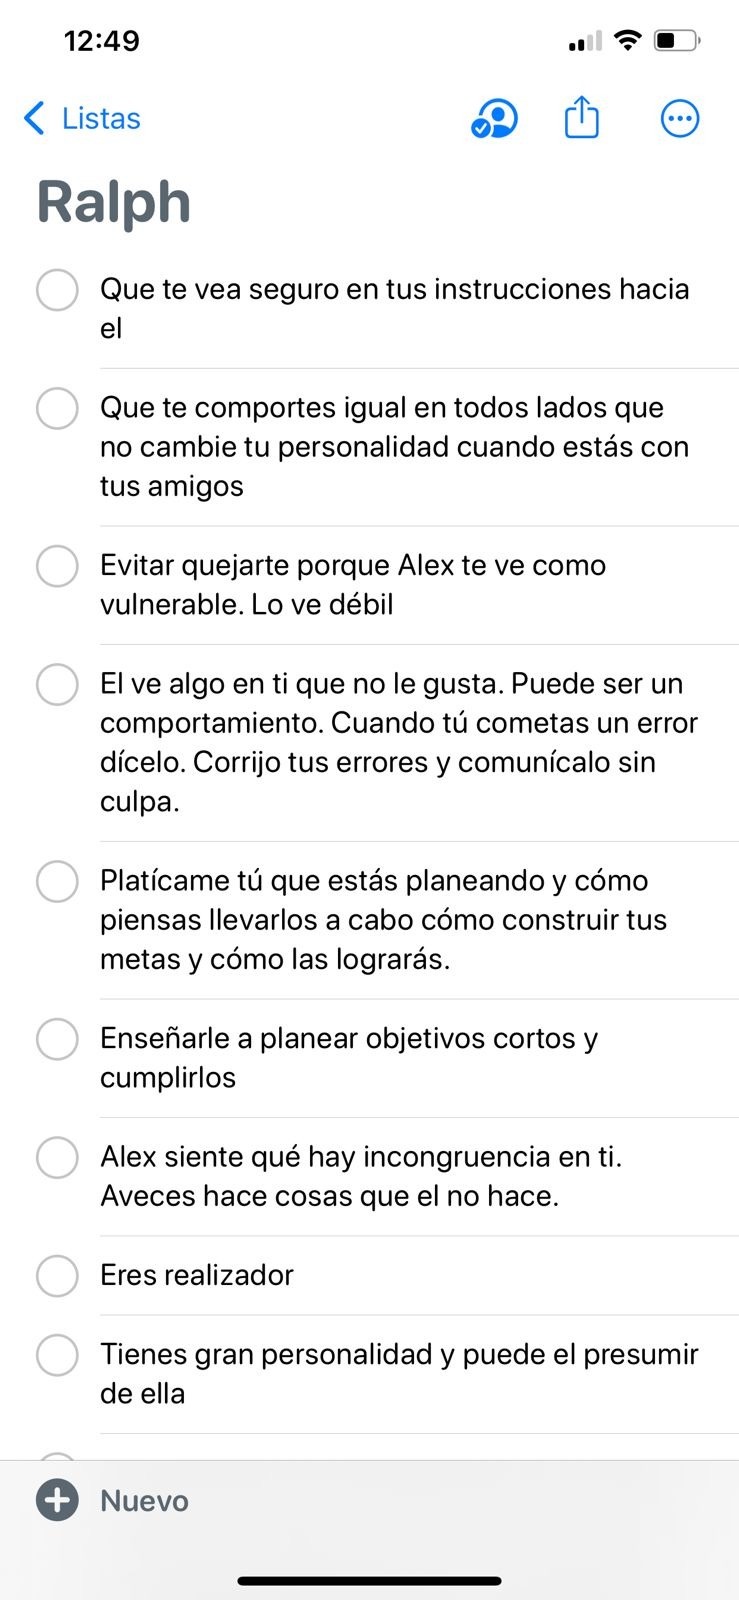 12:49
Listas
Ralph
Que te vea seguro en tus instrucciones hacia
el
Que te comportes igual en todos lados que
no cambie tu personalidad cuando estás con
tus amigos
Evitar quejarte porque Alex te ve como
vulnerable. Lo ve débil
El ve algo en ti que no le gusta. Puede ser un
comportamiento. Cuando tú cometas un error
dícelo. Corrijo tus errores y comunícalo sin
culpa.
Platícame tú que estás planeando y cómo
piensas llevarlos a cabo cómo construir tus
metas y cómo las lograrás.
Enseñarle a planear objetivos cortos y
cumplirlos
Alex siente qué hay incongruencia en ti.
Aveces hace cosas que el no hace.
Eres realizador
Tienes gran personalidad y puede el presumir
de ella
Nuevo